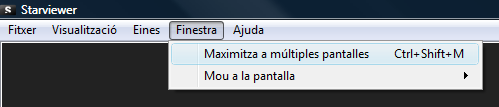 S Starviewer
Fitxer Visualització Eines Finestra Ajuda
Maximitza a múltiples pantalles Ctrl+Shift+M
Mou a la pantalla